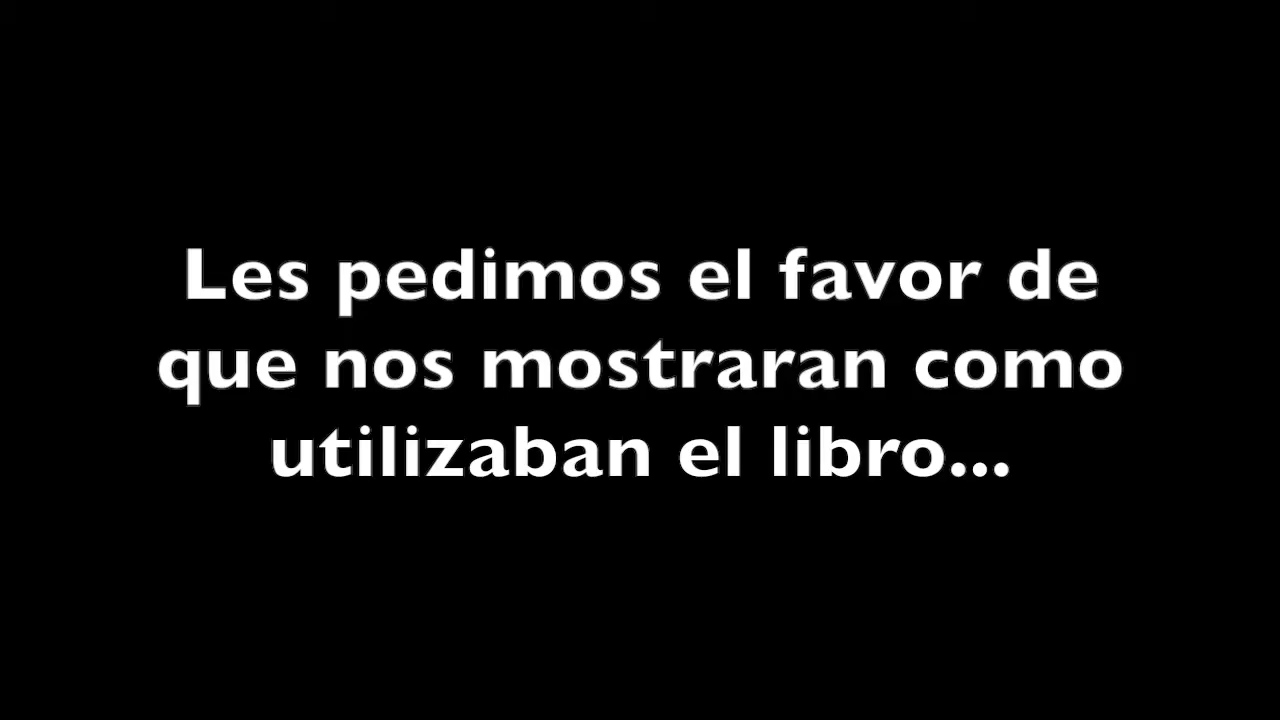 Les pedimos el favor de
que nos mostraran como
utilizaban el libro...